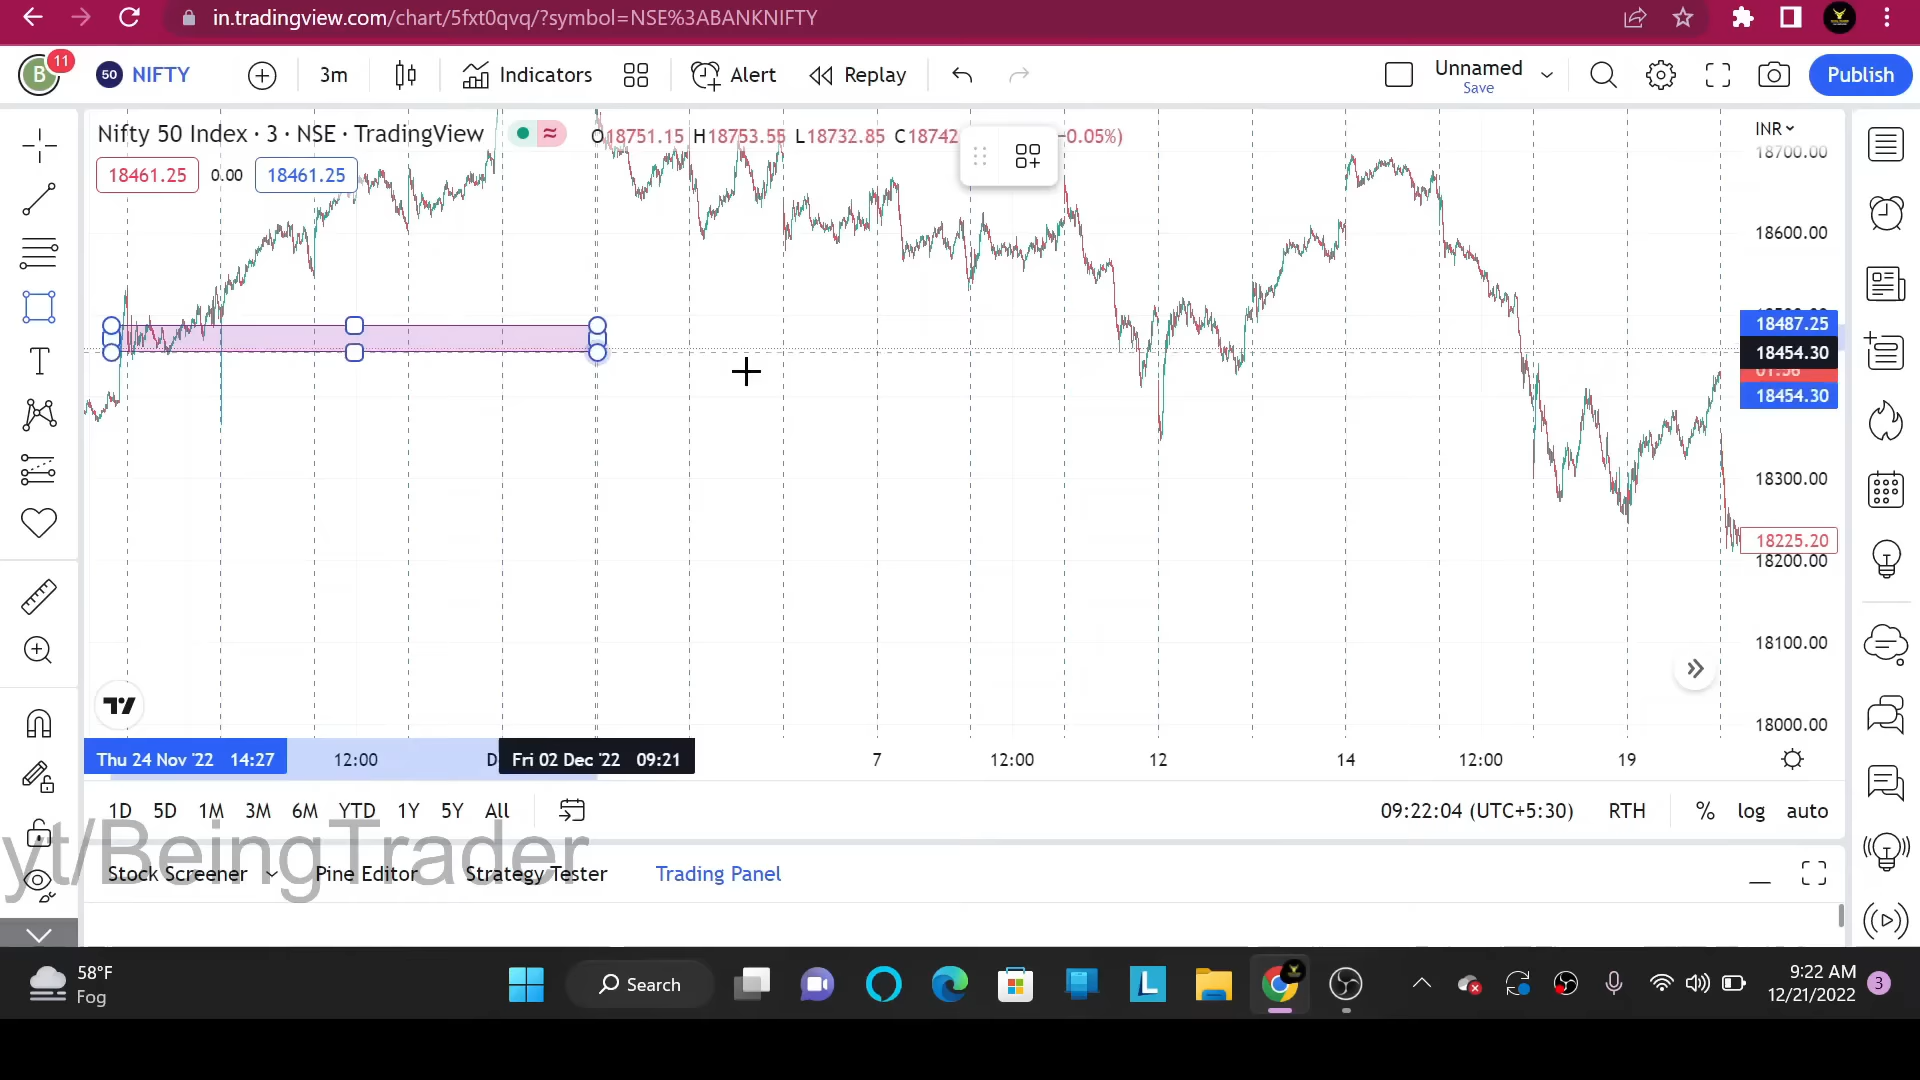 in.tradingview.com/chart/5fxt0qvq/?symbol=NSE%3ABANKNIFTY
B 11 50 NIFTY 3m Indicators Alert Replay Unnamed Save Publish
Nifty 50 Index · 3 · NSE · TradingView O18751.15 H18753.55 L18732.85 C18742 -0.05%) INR
18461.25 0.00 18461.25
18700.00
18600.00
18487.25
18454.30
18454.30
18300.00
18225.20
18200.00
18100.00
18000.00
Thu 24 Nov '22 14:27 12:00 D Fri 02 Dec '22 09:21 7 12:00 12 14 12:00 19
1D 5D 1M 3M 6M YTD 1Y 5Y All 09:22:04 (UTC+5:30) RTH % log auto
yt/BeingTrader
Stock Screener Pine Editor Strategy Tester Trading Panel
58°F
Fog
Search
L
9:22 AM
12/21/2022
3